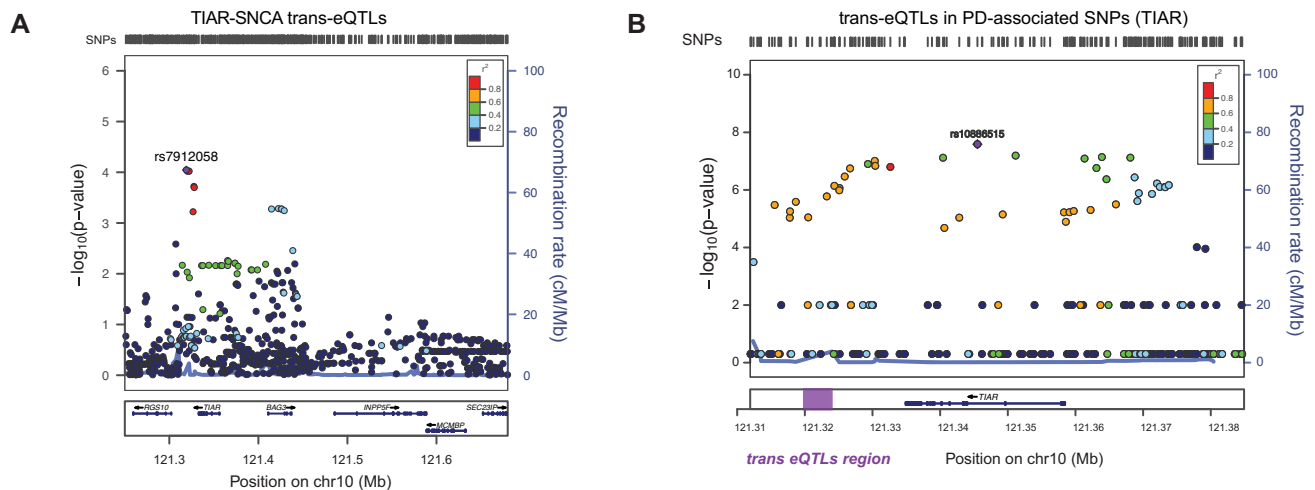 A
TIAR-SNCA trans-eQTLs
SNPs
6
5
4
3
2
1
0
−log10(p−value)
100
80
60
40
20
0
Recombination rate (cM/Mb)
r2
0.8
0.6
0.4
0.2
rs7912058
RGS10
TIAR
BAG3
INPP5F
MCMBP
SEC23IP
121.3
121.4
121.5
121.6
Position on chr10 (Mb)
B
trans-eQTLs in PD-associated SNPs (TIAR)
SNPs
10
8
6
4
2
0
−log10(p−value)
100
80
60
40
20
0
Recombination rate (cM/Mb)
r2
0.8
0.6
0.4
0.2
rs10886515
TIAR
121.31
121.32
121.33
121.34
121.35
121.36
121.37
121.38
trans eQTLs region
Position on chr10 (Mb)